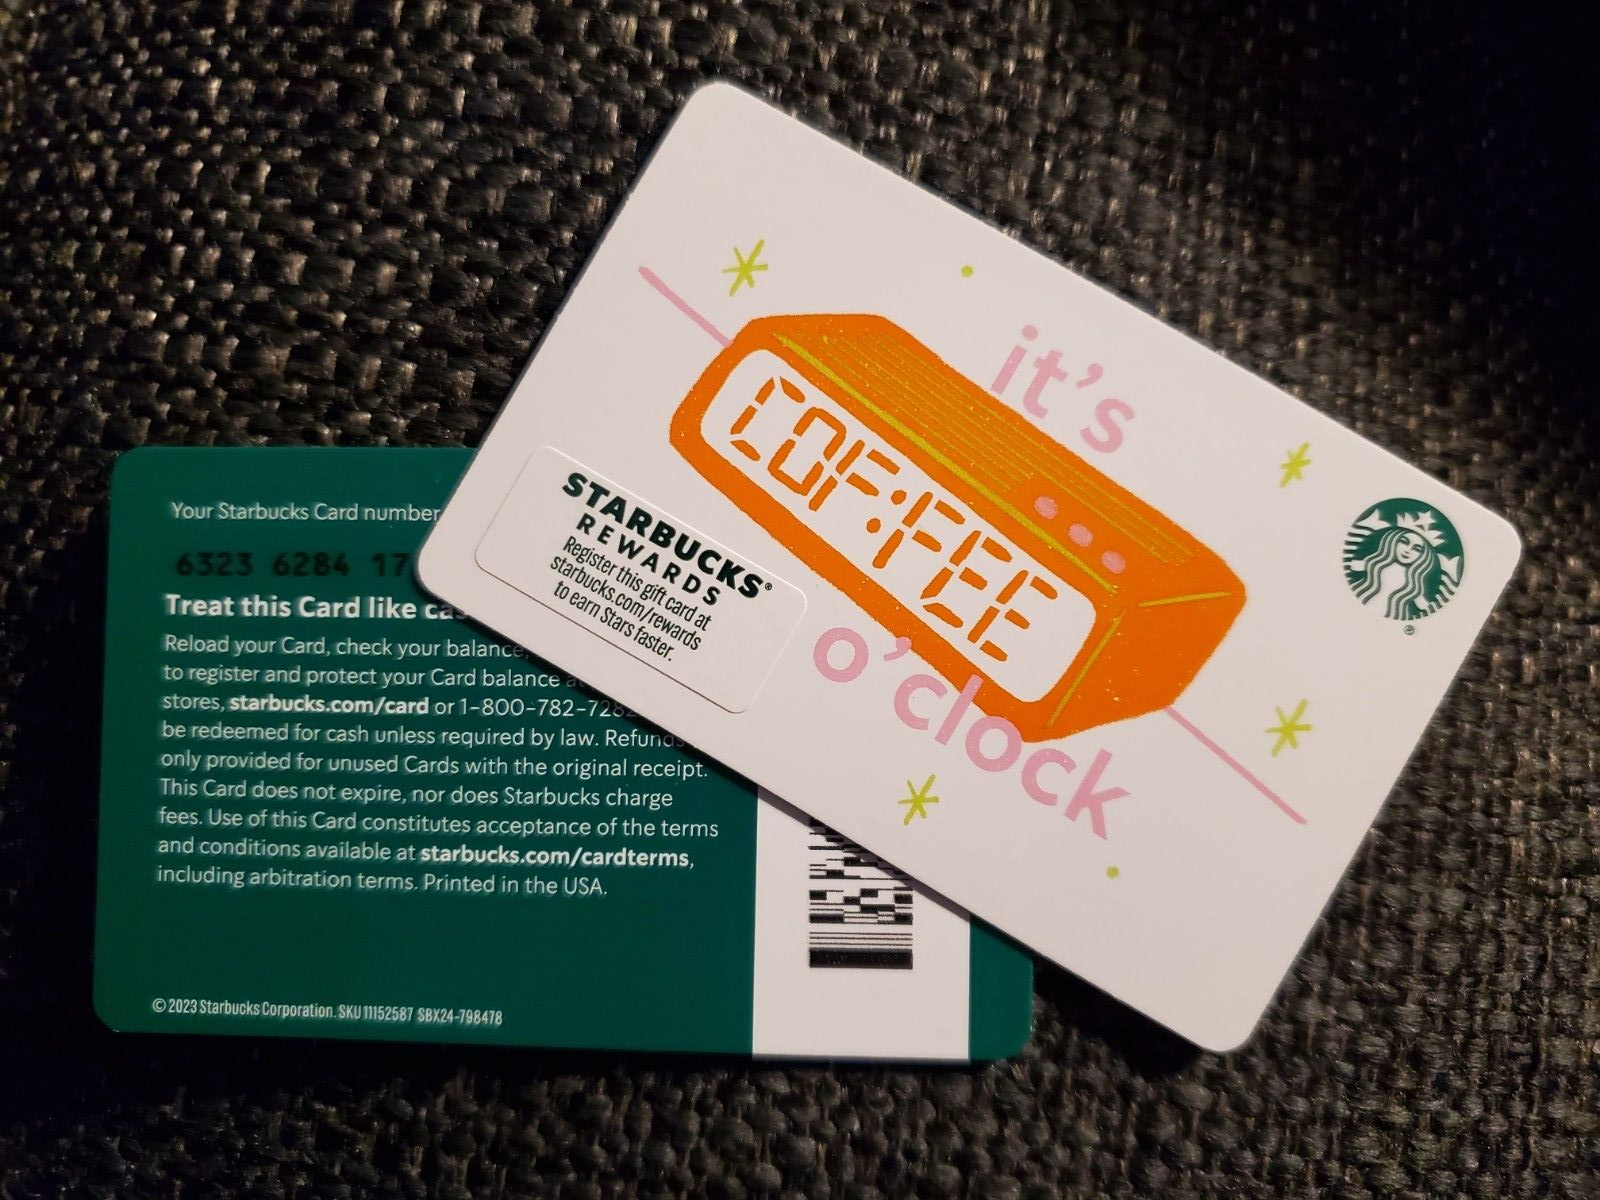 it's
COF:FEE
o'clock
STARBUCKS®
REWARDS
Register this gift card at
starbucks.com/rewards
to earn Stars faster.
®
Your Starbucks Card number
6323 6284 17
Treat this Card like
Reload your Card, check your balance,
to register and protect your Card balance
stores, starbucks.com/card or 1-800-782-7282
be redeemed for cash unless required by law. Refunds
only provided for unused Cards with the original receipt.
This Card does not expire, nor does Starbucks charge
fees. Use of this Card constitutes acceptance of the terms
and conditions available at starbucks.com/cardterms,
including arbitration terms. Printed in the USA.
© 2023 Starbucks Corporation. SKU 11152587 SBX24-798478